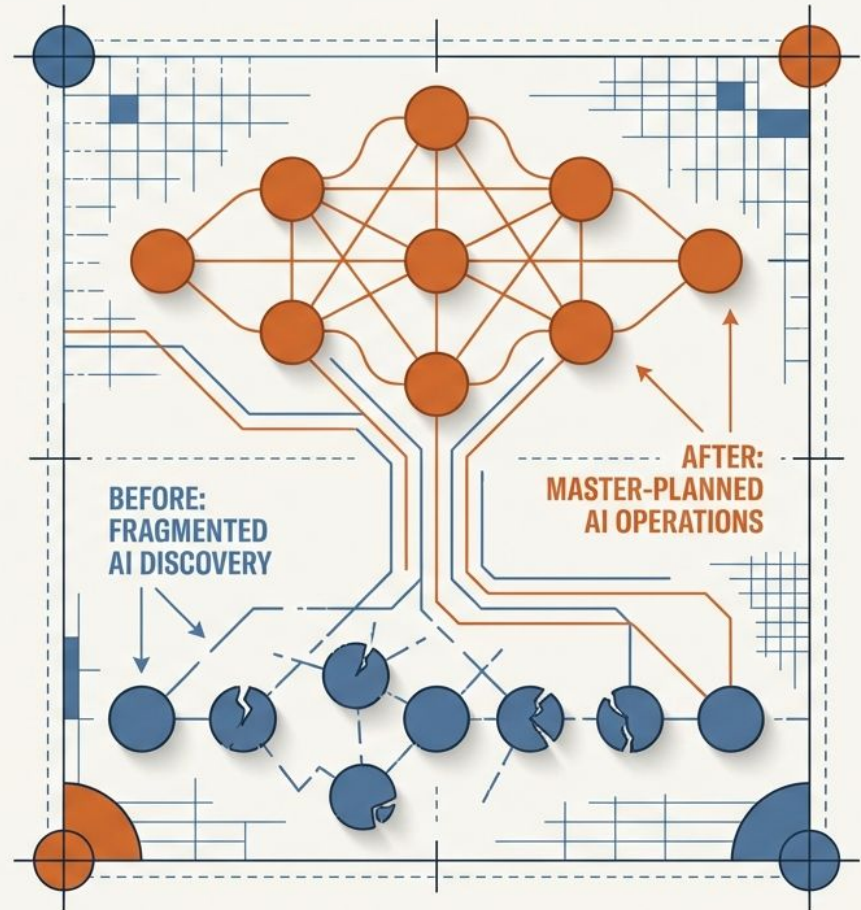 AFTER:
MASTER-PLANNED
AI OPERATIONS
BEFORE:
FRAGMENTED
AI DISCOVERY